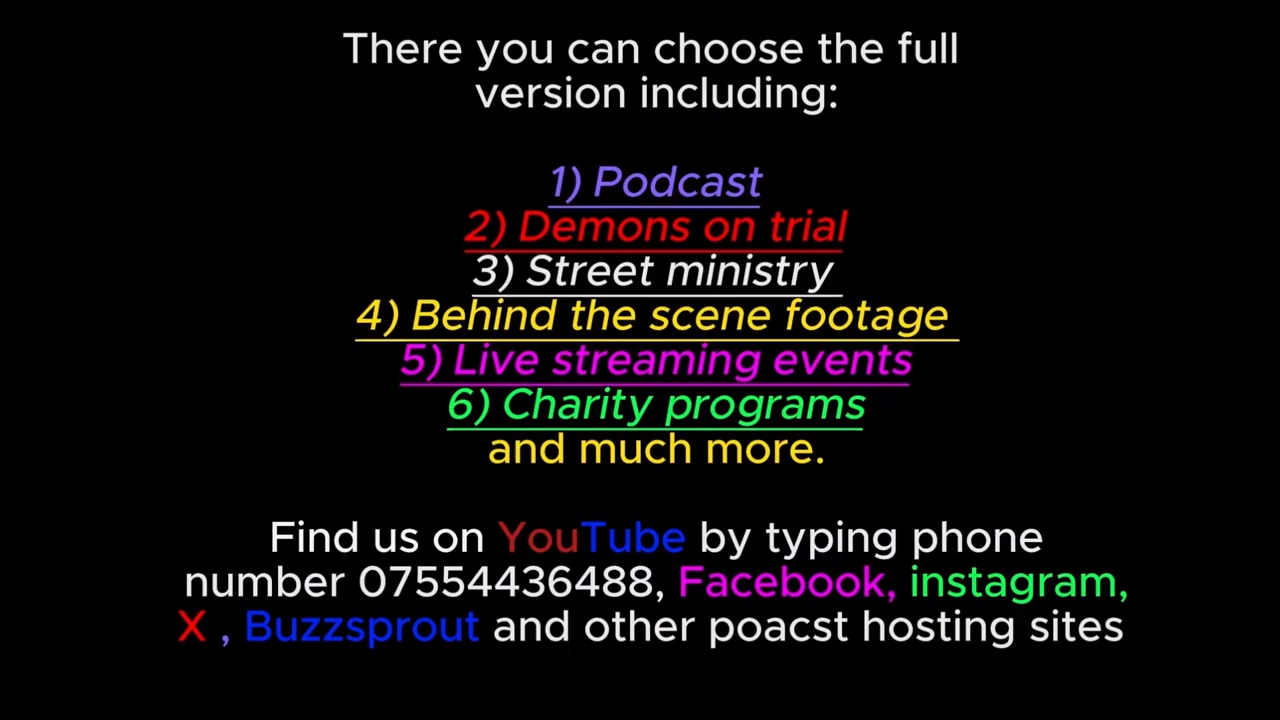 There you can choose the full
version including:
1) Podcast
2) Demons on trial
3) Street ministry
4) Behind the scene footage
5) Live streaming events
6) Charity programs
and much more.
Find us on YouTube by typing phone
number 07554436488, Facebook, instagram,
X , Buzzsprout and other poacst hosting sites